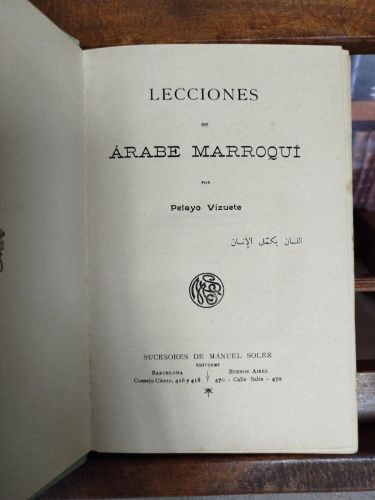 LECCIONES
DE
ÁRABE MARROQUÍ
POR
Pelayo Vizuete
اللسان يكمّل الإنسان
SUCESORES DE MANUEL SOLER
EDITORES
BARCELONA
Consejo Ciento, 416 y 418
BUENOS AIRES
470 - Calle Salta - 470